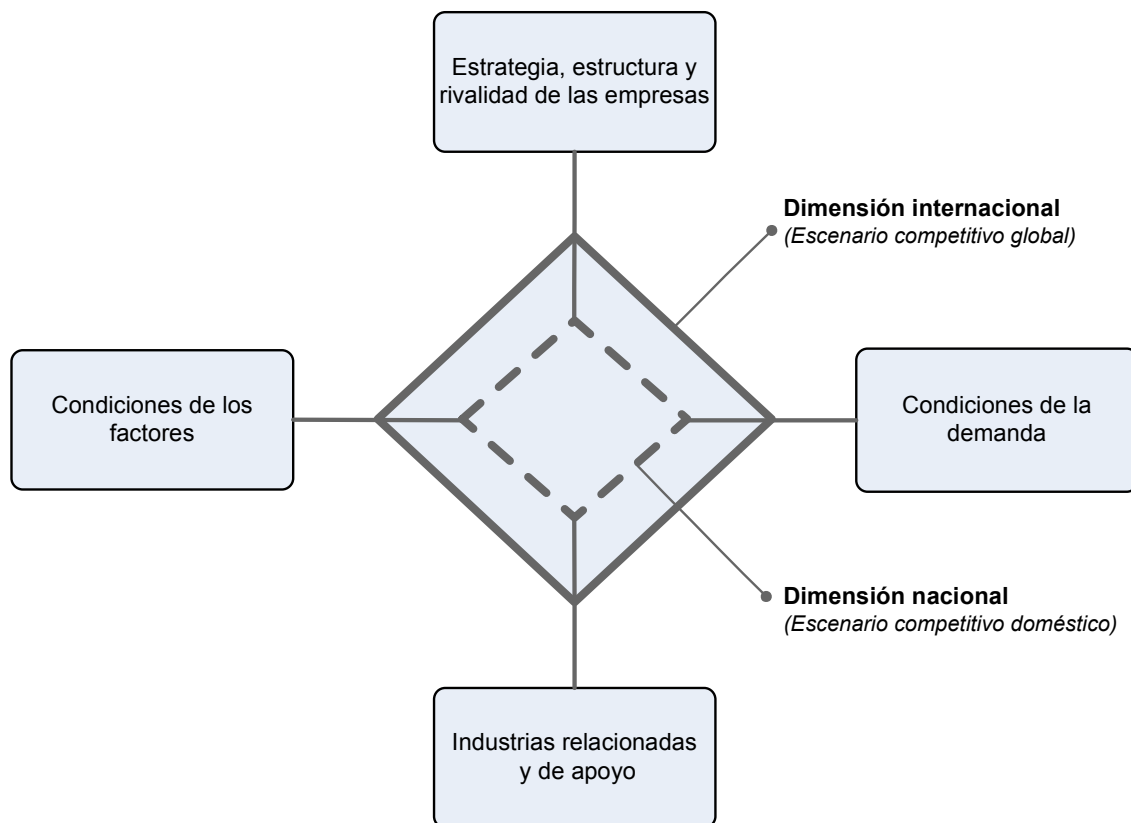 Estrategia, estructura y
rivalidad de las empresas
Dimensión internacional
(Escenario competitivo global)
Condiciones de los
factores
Condiciones de la
demanda
Dimensión nacional
(Escenario competitivo doméstico)
Industrias relacionadas
y de apoyo